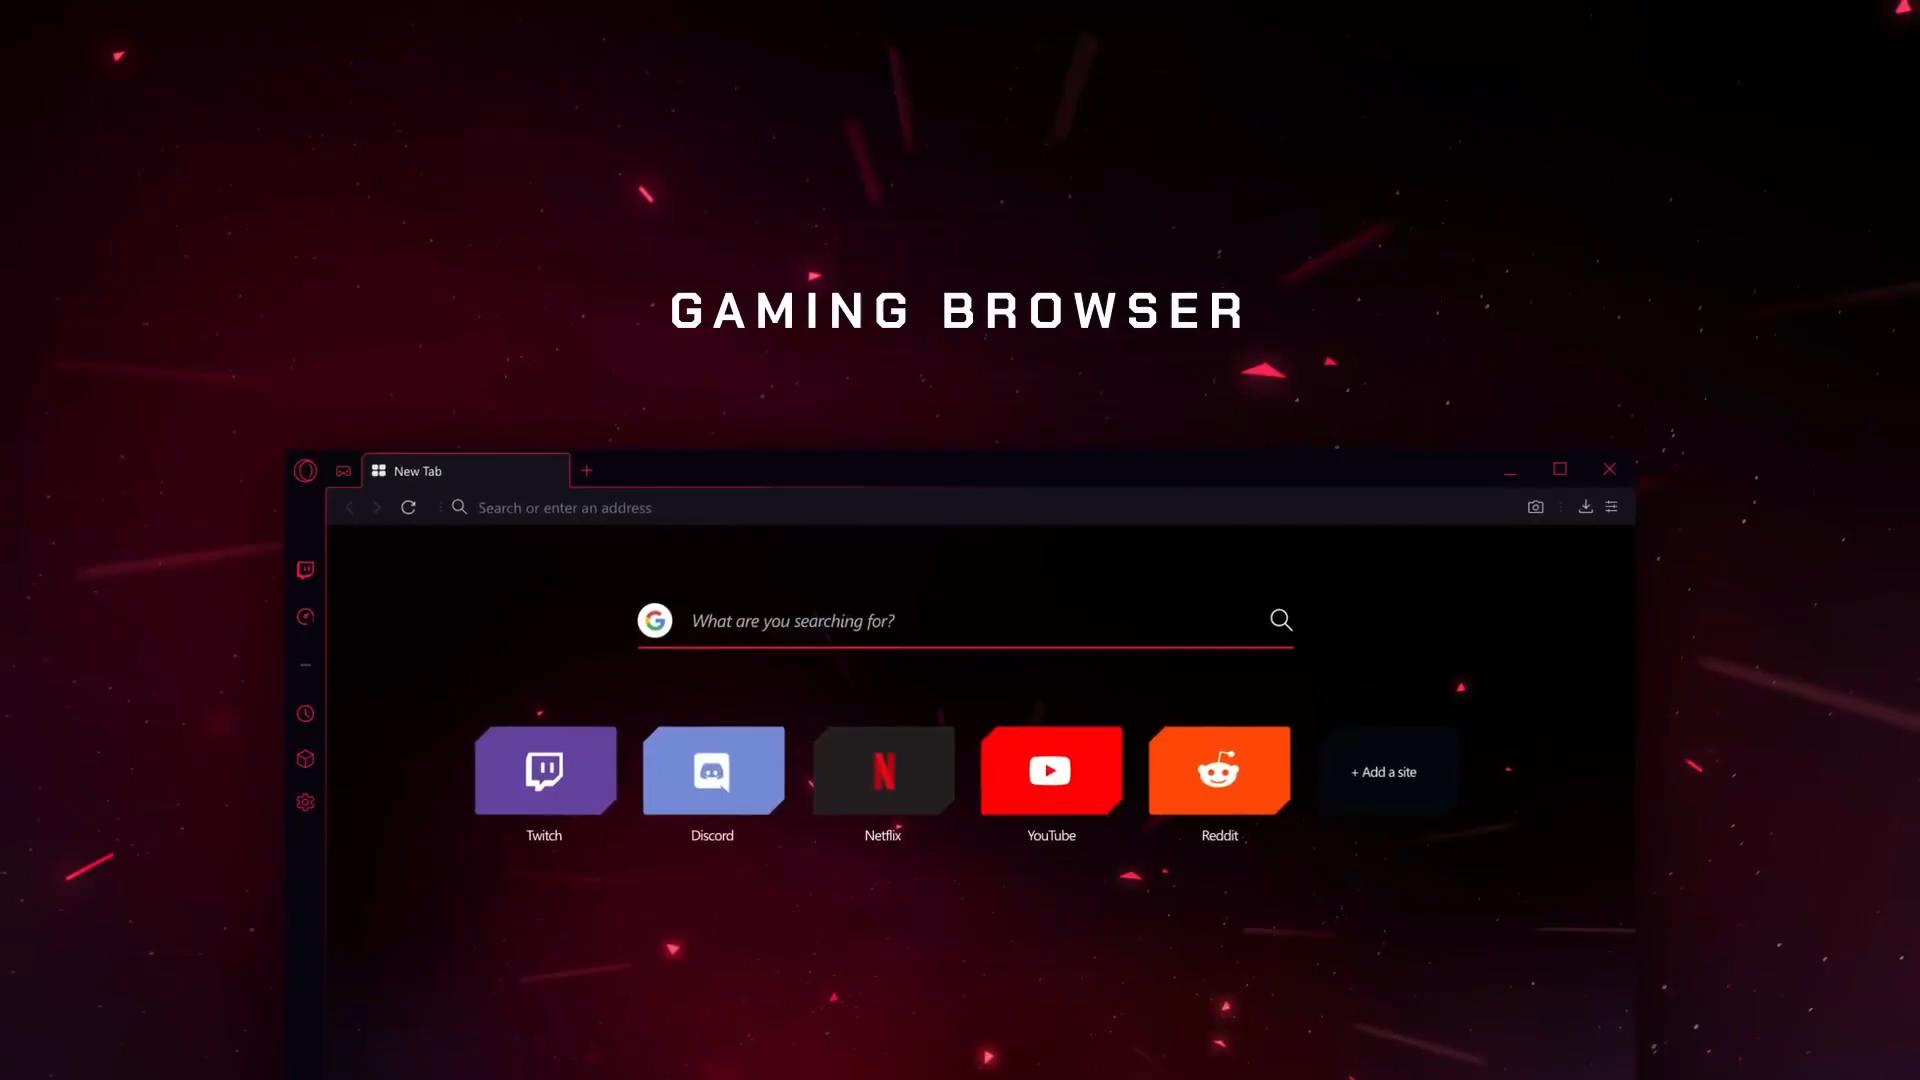 GAMING BROWSER
New Tab
Search or enter an address
What are you searching for?
N
+ Add a site
Twitch
Discord
Netflix
YouTube
Reddit